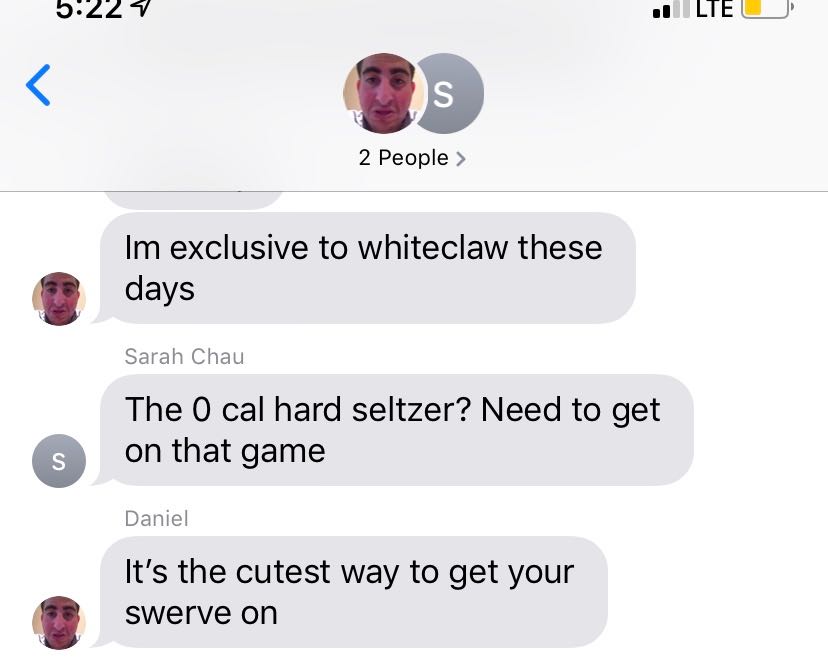 5:22 LTE
S
2 People >
Im exclusive to whiteclaw these
days
Sarah Chau
The 0 cal hard seltzer? Need to get
on that game
S
Daniel
It’s the cutest way to get your
swerve on